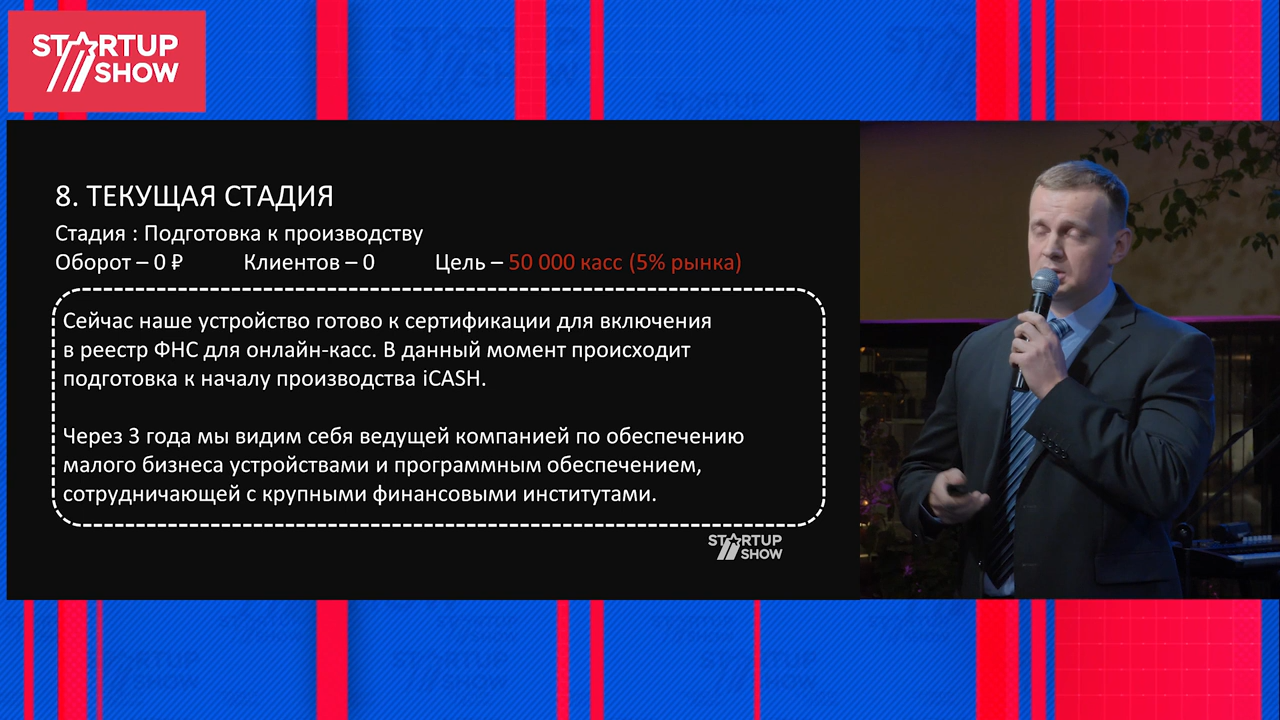 STARTUP
SHOW
8. ТЕКУЩАЯ СТАДИЯ
Стадия : Подготовка к производству
Оборот – 0 ₽ Клиентов – 0 Цель – 50 000 касс (5% рынка)
Сейчас наше устройство готово к сертификации для включения
в реестр ФНС для онлайн-касс. В данный момент происходит
подготовка к началу производства iCASH.
Через 3 года мы видим себя ведущей компанией по обеспечению
малого бизнеса устройствами и программным обеспечением,
сотрудничающей с крупными финансовыми институтами.
STARTUP
SHOW